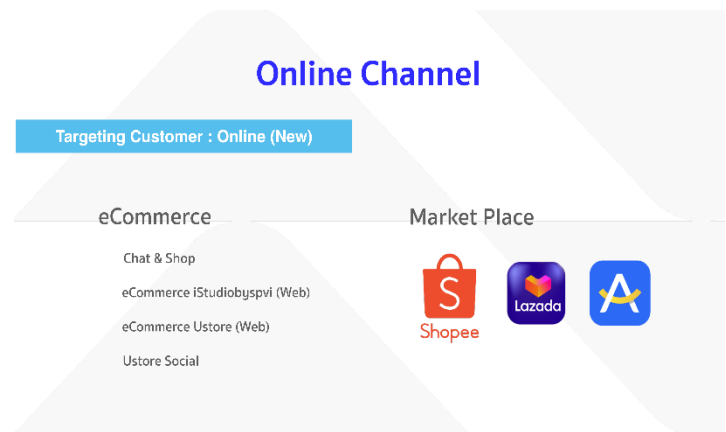 Online Channel
Targeting Customer : Online (New)
eCommerce
Chat & Shop
eCommerce iStudiobyspvi (Web)
eCommerce Ustore (Web)
Ustore Social
Market Place
S
Shopee
Lazada
A